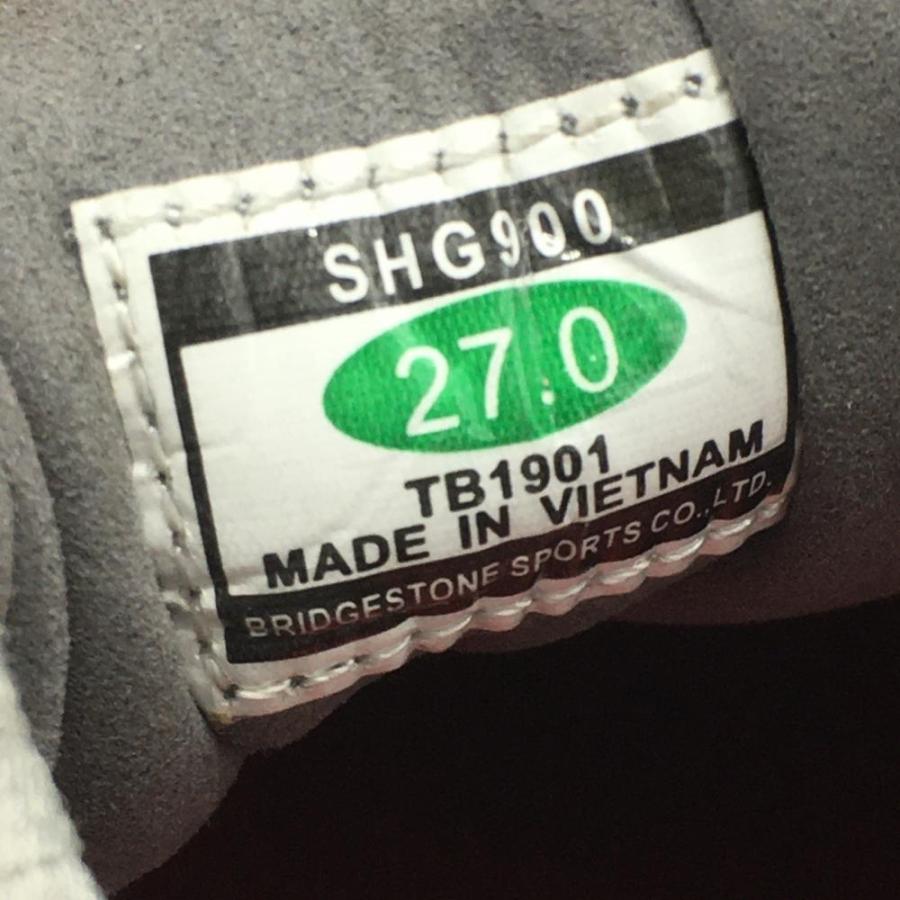 SHG900
27.0
TB1901
MADE IN VIETNAM
BRIDGESTONE SPORTS CO.,LTD.